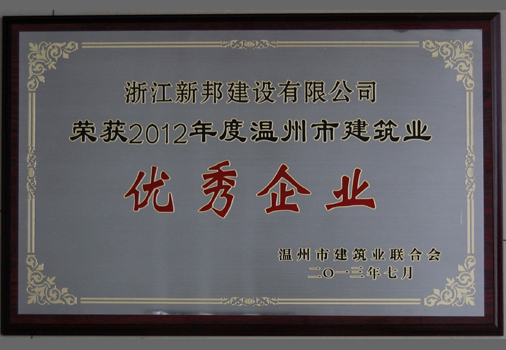 浙江新邦建设有限公司
荣获2012年度温州市建筑业
优秀企业
温州市建筑业联合会
二〇一三年七月